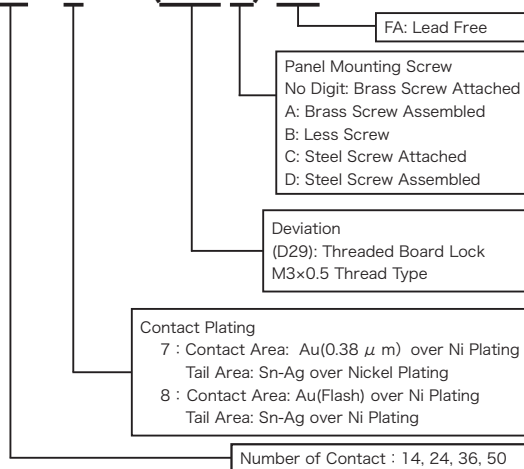 FA: Lead Free
Panel Mounting Screw
No Digit: Brass Screw Attached
A: Brass Screw Assembled
B: Less Screw
C: Steel Screw Attached
D: Steel Screw Assembled
Deviation
(D29): Threaded Board Lock
M3×0.5 Thread Type
Contact Plating
7 : Contact Area: Au(0.38 μ m) over Ni Plating
Tail Area: Sn-Ag over Nickel Plating
8 : Contact Area: Au(Flash) over Ni Plating
Tail Area: Sn-Ag over Ni Plating
Number of Contact : 14, 24, 36, 50